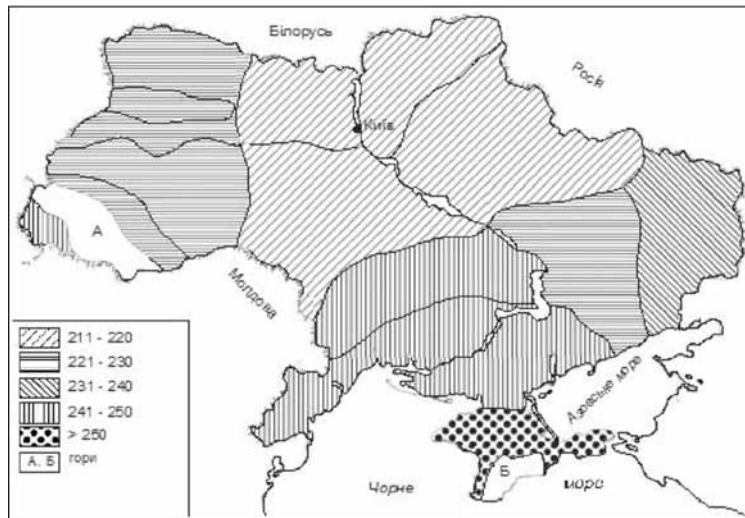 Білорусь
Росія
Київ
А
Молдова
211 - 220
221 - 230
231 - 240
241 - 250
> 250
А. Б гори
Азовське море
Б
Чорне море